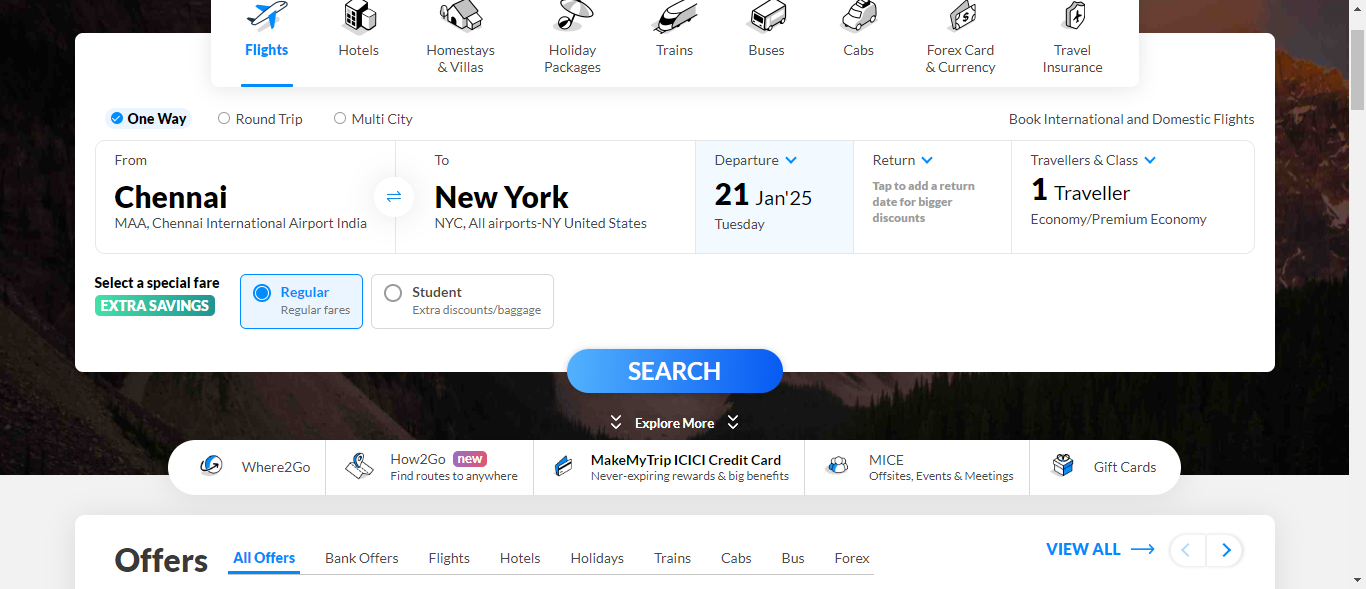 Flights
Hotels
Homestays
& Villas
Holiday
Packages
Trains
Buses
Cabs
Forex Card
& Currency
Travel
Insurance
One Way
Round Trip
Multi City
Book International and Domestic Flights
From
Chennai
MAA, Chennai International Airport India
To
New York
NYC, All airports-NY United States
Departure
21 Jan'25
Tuesday
Return
Tap to add a return
date for bigger
discounts
Travellers & Class
1 Traveller
Economy/Premium Economy
Select a special fare
EXTRA SAVINGS
Regular
Regular fares
Student
Extra discounts/baggage
SEARCH
Explore More
Where2Go
How2Go new
Find routes to anywhere
MakeMyTrip ICICI Credit Card
Never-expiring rewards & big benefits
MICE
Offsites, Events & Meetings
Gift Cards
Offers
All Offers
Bank Offers
Flights
Hotels
Holidays
Trains
Cabs
Bus
Forex
VIEW ALL